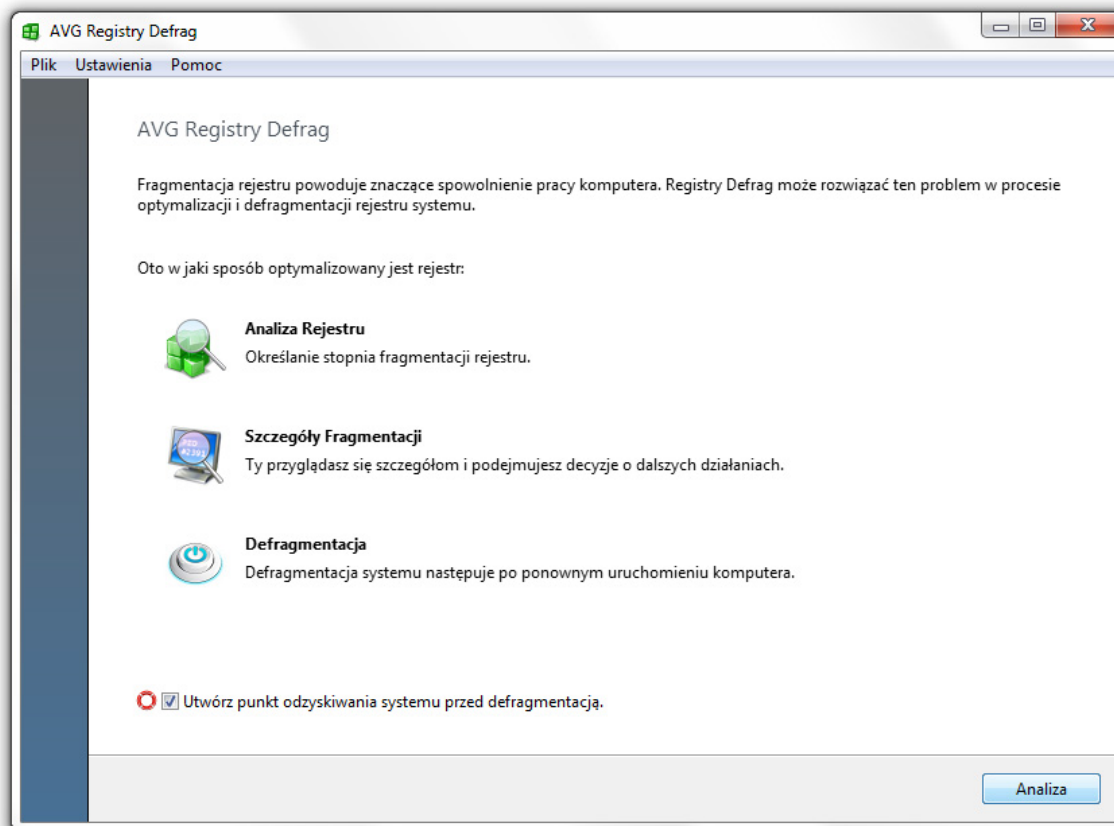 AVG Registry Defrag
Plik Ustawienia Pomoc
AVG Registry Defrag
Fragmentacja rejestru powoduje znaczące spowolnienie pracy komputera. Registry Defrag może rozwiązać ten problem w procesie
optymalizacji i defragmentacji rejestru systemu.
Oto w jaki sposób optymalizowany jest rejestr:
Analiza Rejestru
Określanie stopnia fragmentacji rejestru.
Szczegóły Fragmentacji
Ty przyglądasz się szczegółom i podejmujesz decyzje o dalszych działaniach.
Defragmentacja
Defragmentacja systemu następuje po ponownym uruchomieniu komputera.
Utwórz punkt odzyskiwania systemu przed defragmentacją.
Analiza